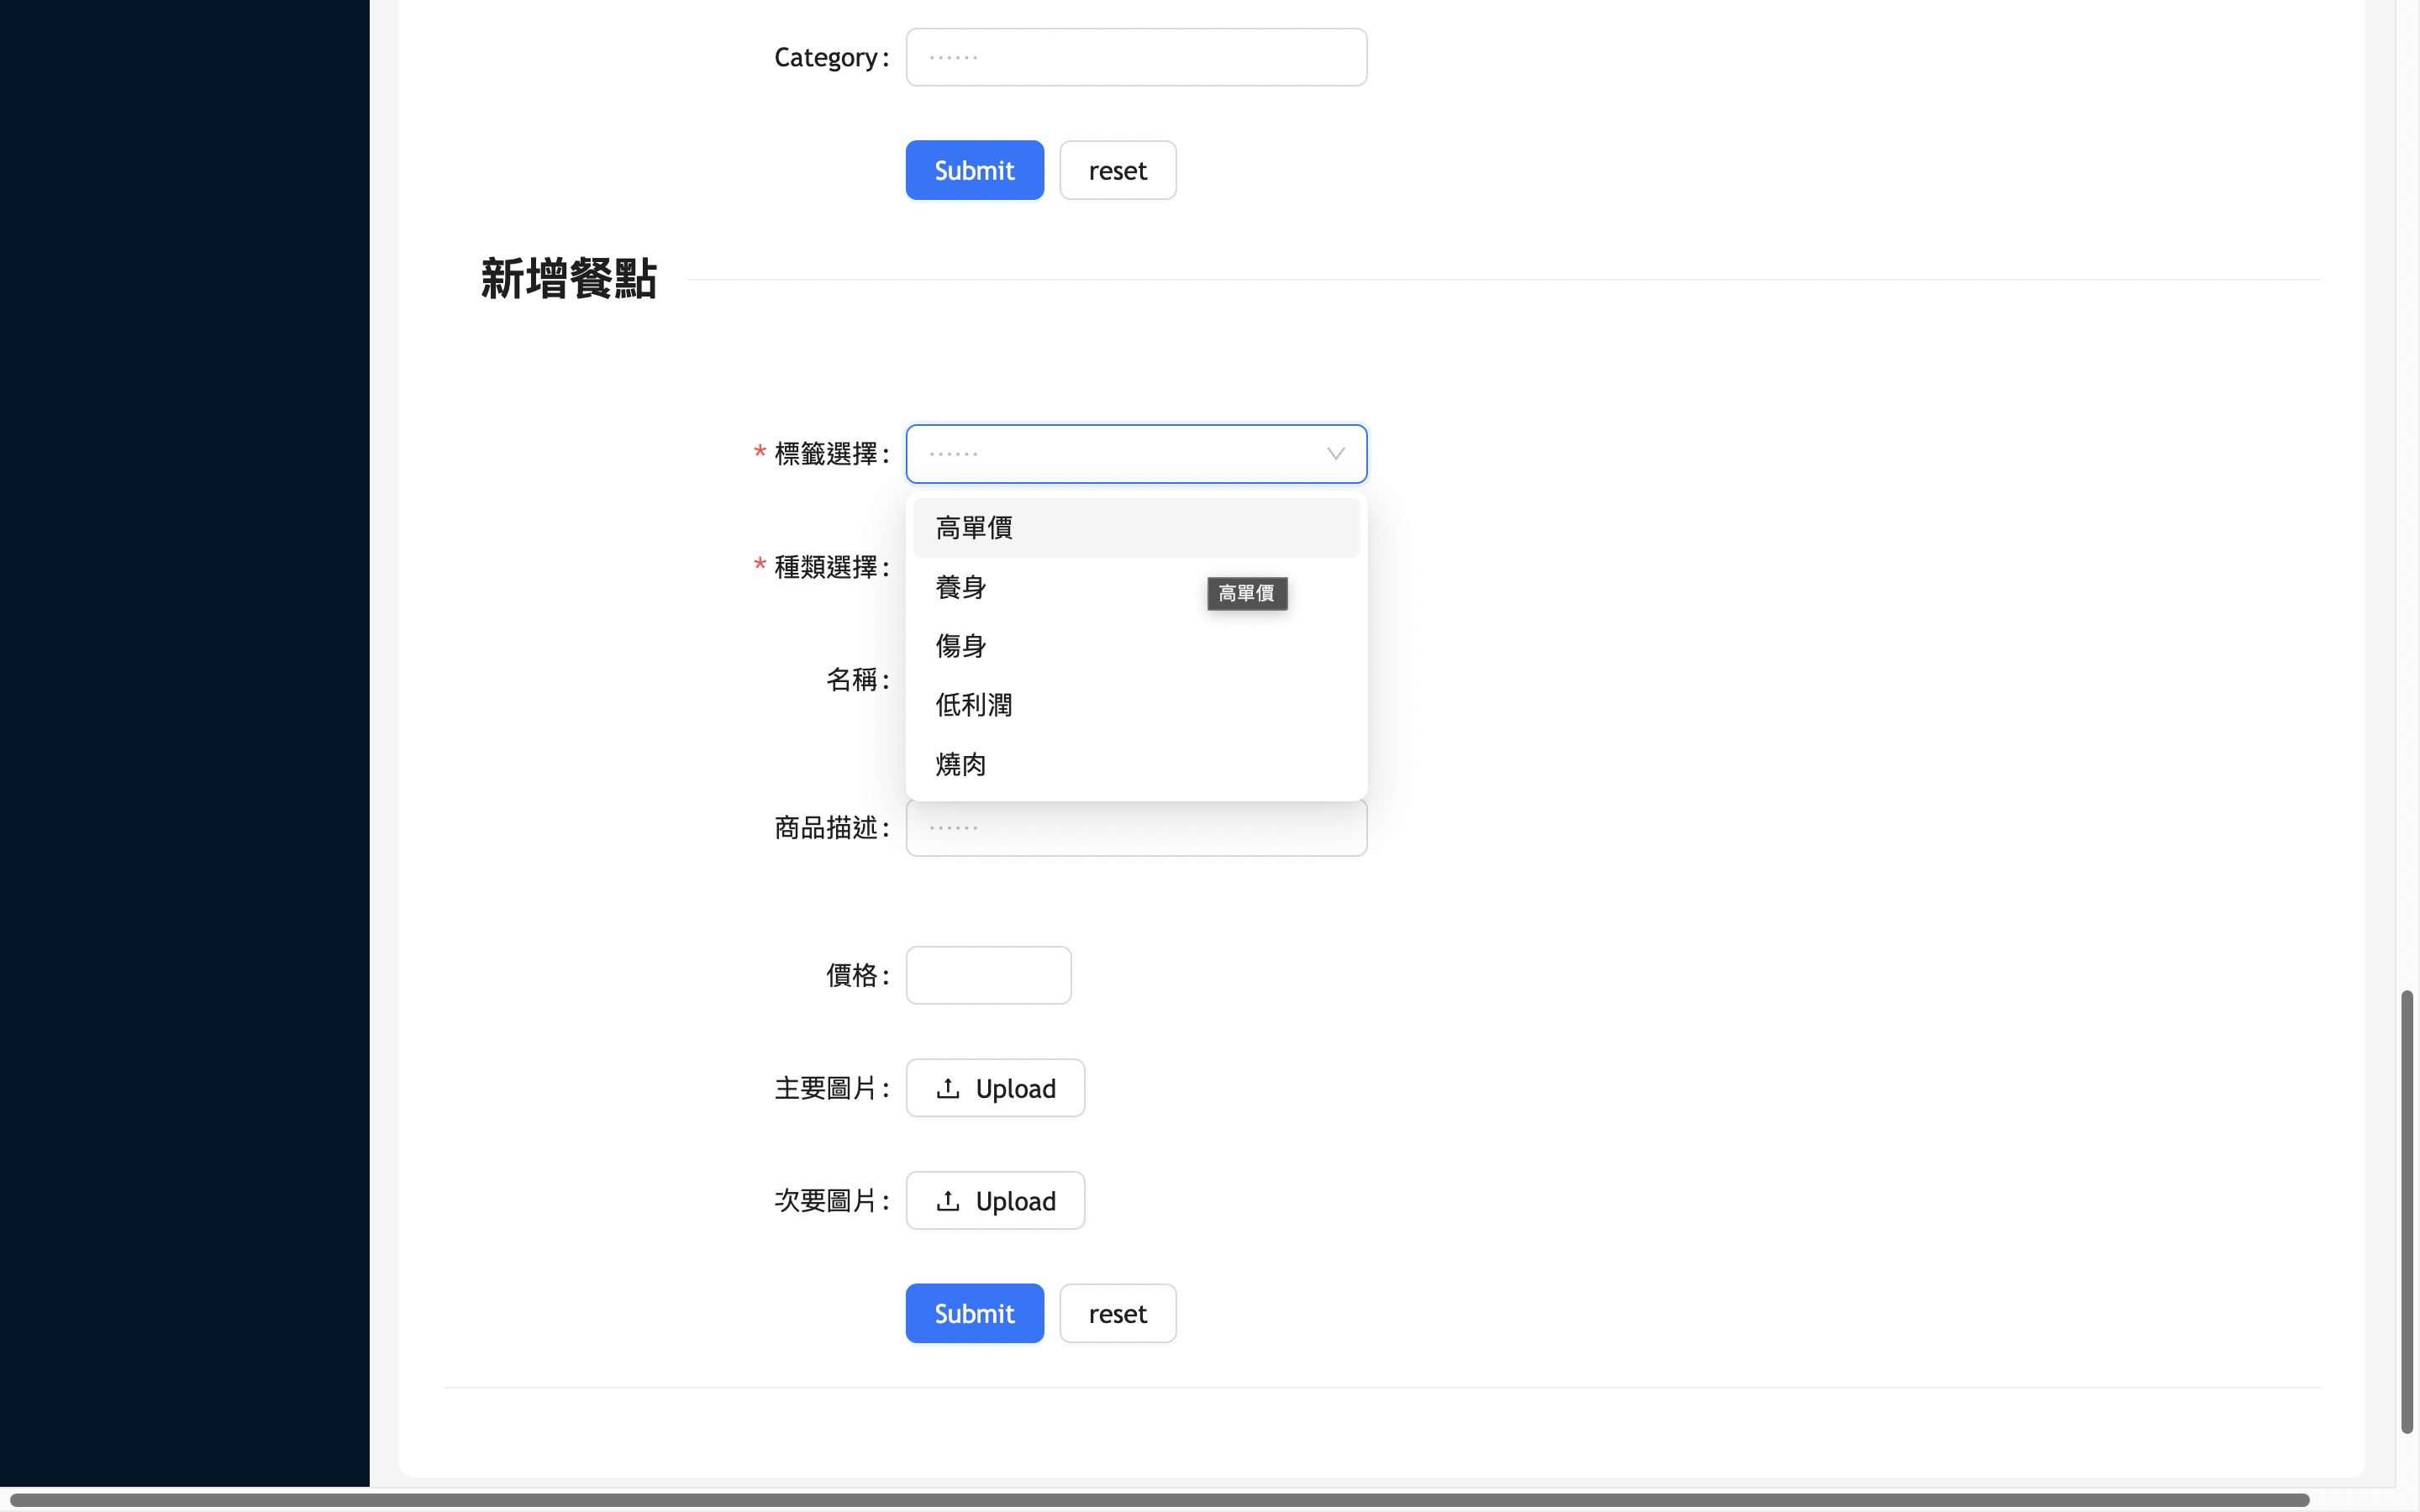 Category :
······
Submit reset
新增餐點
* 標籤選擇 :
······
高單價
* 種類選擇 :
養身
高單價
傷身
名稱 :
低利潤
燒肉
商品描述 :
······
價格 :
主要圖片 :
Upload
次要圖片 :
Upload
Submit reset